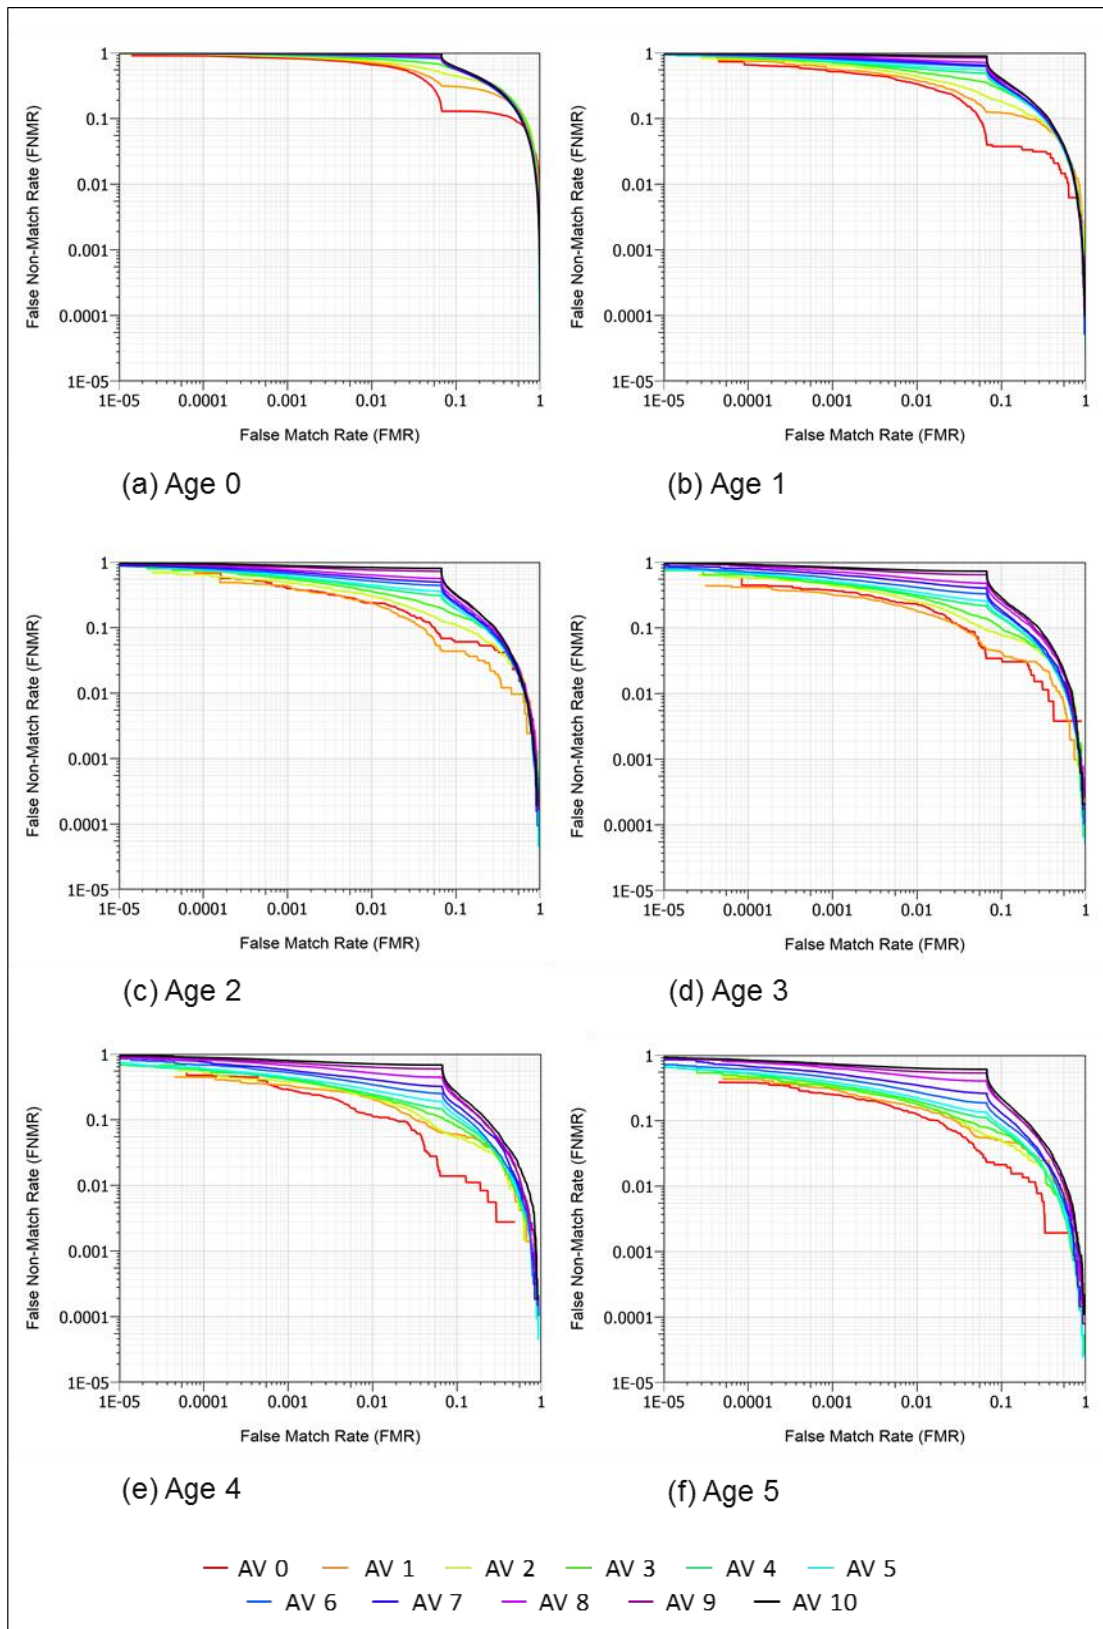 1
0.1
0.01
0.001
0.0001
1E-05
1E-05 0.0001 0.001 0.01 0.1 1
False Non-Match Rate (FNMR)
False Match Rate (FMR)
(a) Age 0
1
0.1
0.01
0.001
0.0001
1E-05
1E-05 0.0001 0.001 0.01 0.1 1
False Non-Match Rate (FNMR)
False Match Rate (FMR)
(b) Age 1
1
0.1
0.01
0.001
0.0001
1E-05
1E-05 0.0001 0.001 0.01 0.1 1
False Non-Match Rate (FNMR)
False Match Rate (FMR)
(c) Age 2
1
0.1
0.01
0.001
0.0001
1E-05
1E-05 0.0001 0.001 0.01 0.1 1
False Non-Match Rate (FNMR)
False Match Rate (FMR)
(d) Age 3
1
0.1
0.01
0.001
0.0001
1E-05
1E-05 0.0001 0.001 0.01 0.1 1
False Non-Match Rate (FNMR)
False Match Rate (FMR)
(e) Age 4
1
0.1
0.01
0.001
0.0001
1E-05
1E-05 0.0001 0.001 0.01 0.1 1
False Non-Match Rate (FNMR)
False Match Rate (FMR)
(f) Age 5
AV 0 AV 1 AV 2 AV 3 AV 4 AV 5
AV 6 AV 7 AV 8 AV 9 AV 10